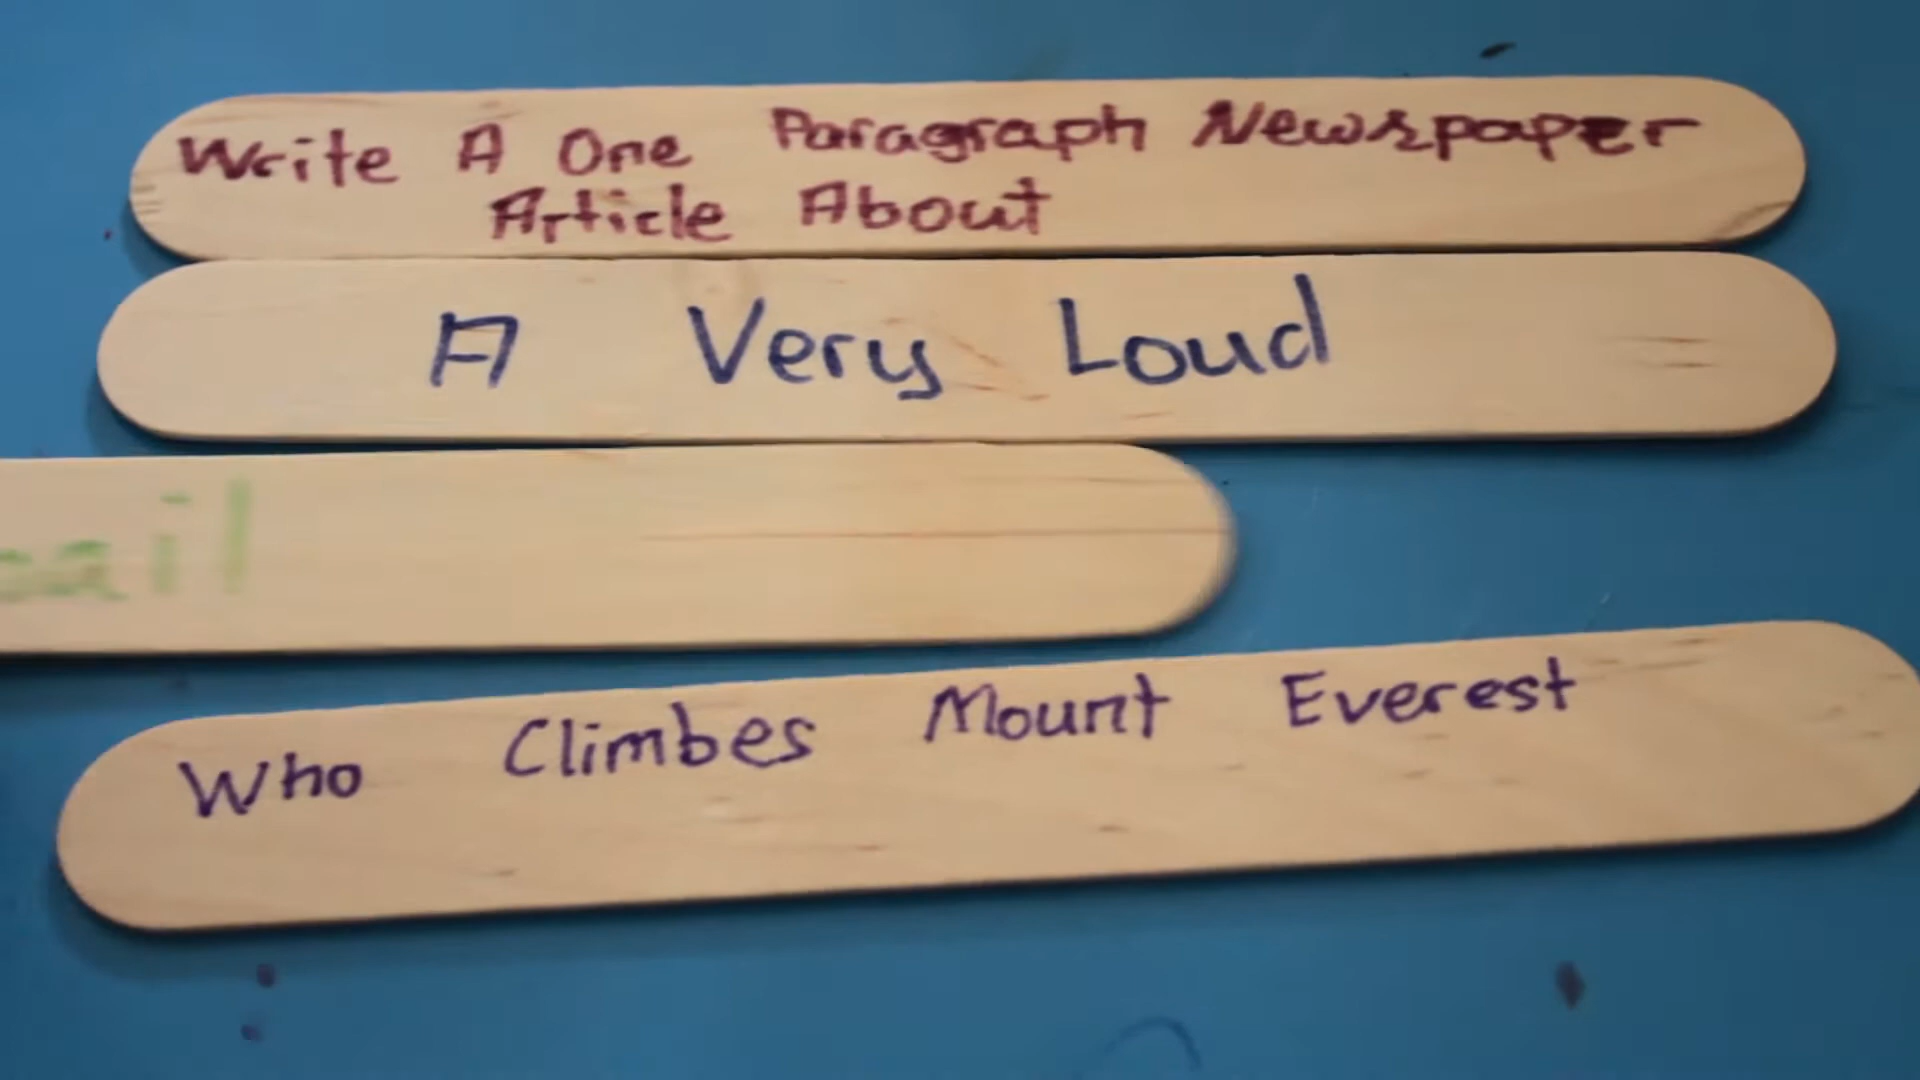 Write A One Paragraph Newspaper
Article About
A Very Loud
Who Climbes Mount Everest